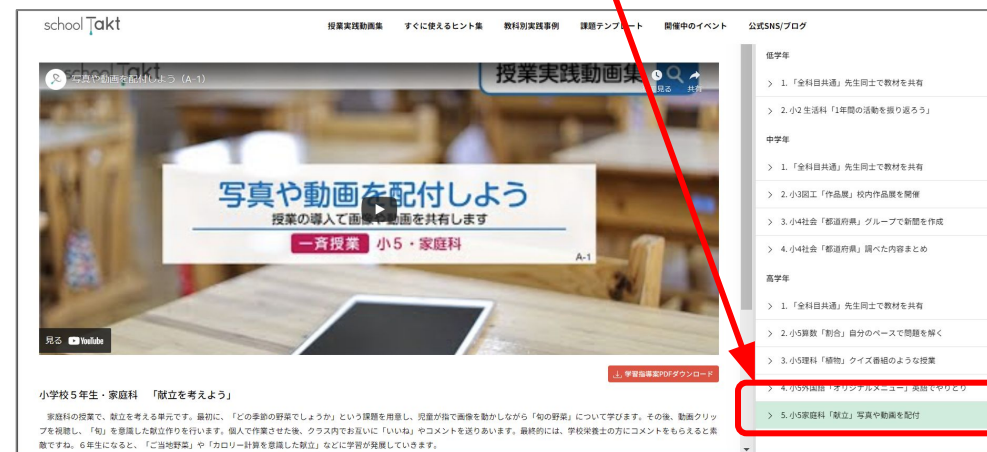 school Takt
授業実践動画集 すぐに使えるヒント集 教科別実践事例 課題テンプレート 開催中のイベント 公式SNS/ブログ
写真や動画を配付しよう（A-1）
授業実践動画集
後で見る 共有
写真や動画を配付しよう
授業の導入で画像や動画を共有します
一斉授業 小5・家庭科
A-1
見る YouTube
学習指導案PDFダウンロード
小学校５年生・家庭科 「献立を考えよう」
家庭科の授業で、献立を考える単元です。最初に、「どの季節の野菜でしょうか」という課題を用意し、児童が指で画像を動かしながら「旬の野菜」について学びます。その後、動画クリッ
プを視聴し、「旬」を意識した献立作りを行います。個人で作業させた後、クラス内でお互いに「いいね」やコメントを送りあいます。最終的には、学校栄養士の方にコメントをもらえると素
敵ですね。６年生になると、「ご当地野菜」や「カロリー計算を意識した献立」などに学習が発展していきます。
低学年
1. 「全科目共通」先生同士で教材を共有
2. 小2 生活科「1年間の活動を振り返ろう」
中学年
1. 「全科目共通」先生同士で教材を共有
2. 小3図工「作品展」校内作品展を開催
3. 小4社会「都道府県」グループで新聞を作成
4. 小4社会「都道府県」調べた内容まとめ
高学年
1. 「全科目共通」先生同士で教材を共有
2. 小5算数「割合」自分のペースで問題を解く
3. 小5理科「植物」クイズ番組のような授業
4. 小5外国語「オリジナルメニュー」英語でやりとり
5. 小5家庭科「献立」写真や動画を配付